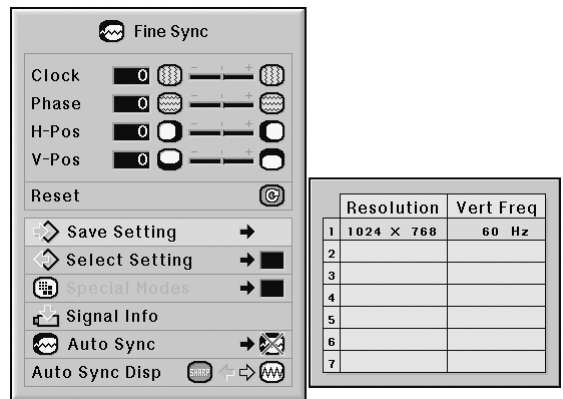 Fine Sync
Clock 0 - +
Phase 0 - +
H-Pos 0 - +
V-Pos 0 - +
Reset
Save Setting
Select Setting
Special Modes
Signal Info
Auto Sync
Auto Sync Disp SHARP
Resolution Vert Freq
1 1024 × 768 60 Hz
2
3
4
5
6
7